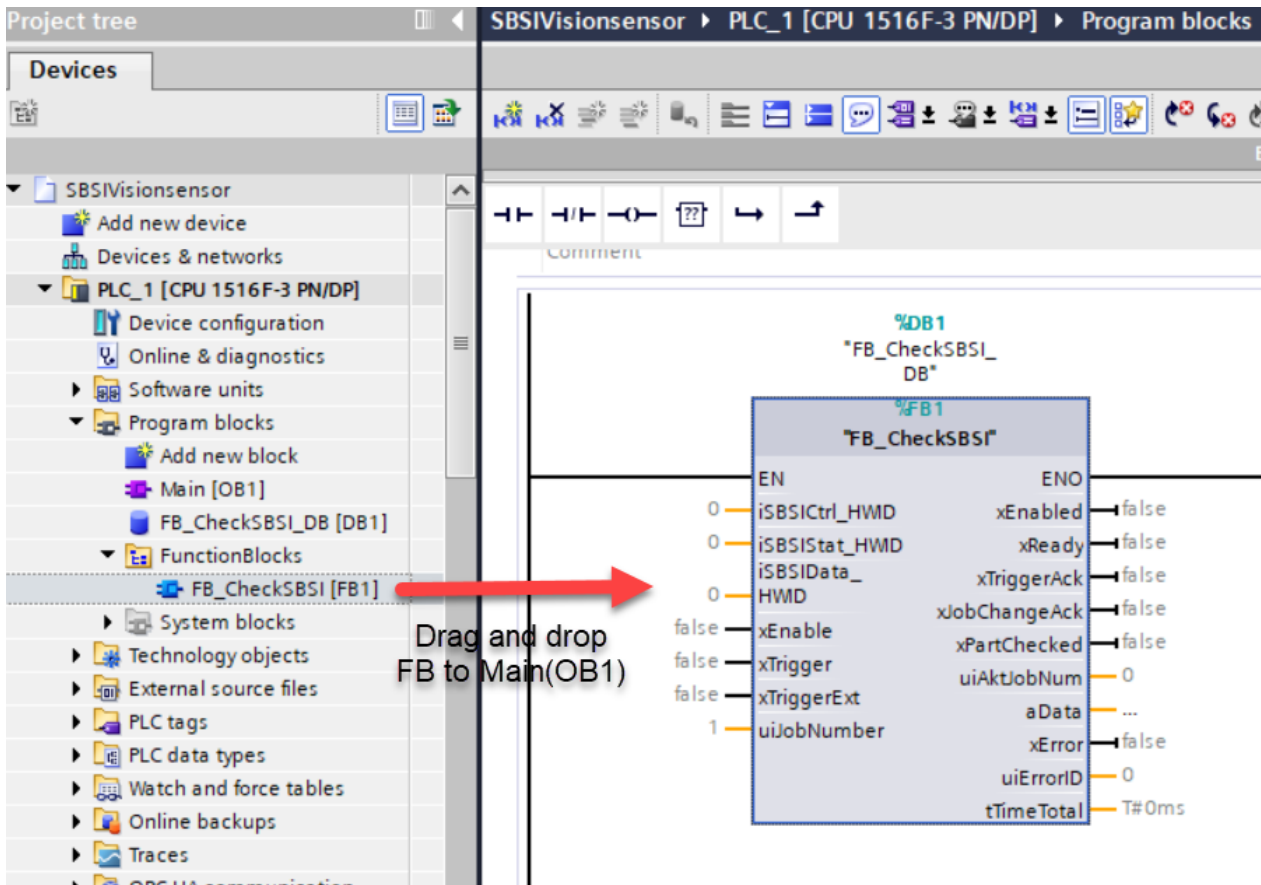 Project tree
SBSIVisionsensor ▸ PLC_1 [CPU 1516F-3 PN/DP] ▸ Program blocks
Devices
SBSIVisionsensor
Add new device
Devices & networks
PLC_1 [CPU 1516F-3 PN/DP]
Device configuration
Online & diagnostics
Software units
Program blocks
Add new block
Main [OB1]
FB_CheckSBSI_DB [DB1]
FunctionBlocks
FB_CheckSBSI [FB1]
System blocks
Technology objects
External source files
PLC tags
PLC data types
Watch and force tables
Online backups
Traces
OPC UA communication
Drag and drop
FB to Main(OB1)
??
Comment
%DB1
"FB_CheckSBSI_
DB"
%FB1
"FB_CheckSBSI"
EN ENO
0 iSBSICtrl_HWID xEnabled false
0 iSBSIStat_HWID xReady false
iSBSIData_
0 HWID xTriggerAck false
xJobChangeAck false
false xEnable xPartChecked false
false xTrigger uiAktJobNum 0
false xTriggerExt aData ...
1 uiJobNumber xError false
uiErrorID 0
tTimeTotal T#0ms